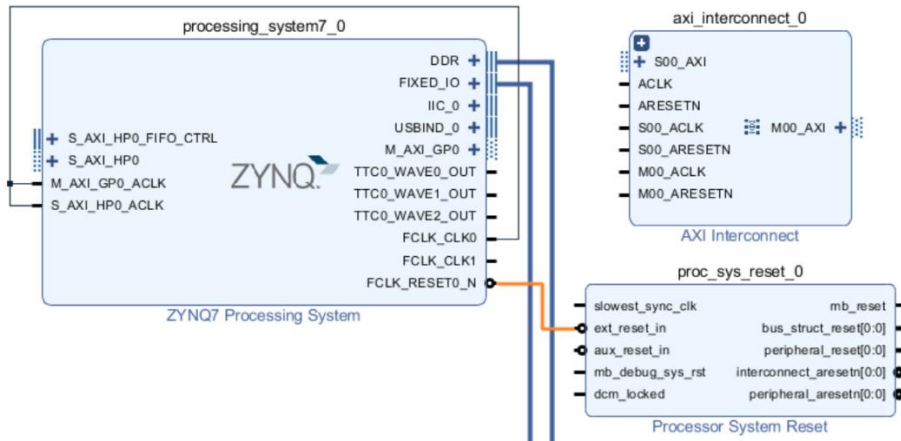 processing_system7_0
DDR
FIXED_IO
IIC_0
USBIND_0
M_AXI_GP0
TTC0_WAVE0_OUT
TTC0_WAVE1_OUT
TTC0_WAVE2_OUT
FCLK_CLK0
FCLK_CLK1
FCLK_RESET0_N
S_AXI_HP0_FIFO_CTRL
S_AXI_HP0
M_AXI_GP0_ACLK
S_AXI_HP0_ACLK
ZYNQ
ZYNQ7 Processing System
axi_interconnect_0
S00_AXI
ACLK
ARESETN
S00_ACLK
S00_ARESETN
M00_ACLK
M00_ARESETN
M00_AXI
AXI Interconnect
proc_sys_reset_0
slowest_sync_clk
ext_reset_in
aux_reset_in
mb_debug_sys_rst
dcm_locked
mb_reset
bus_struct_reset[0:0]
peripheral_reset[0:0]
interconnect_aresetn[0:0]
peripheral_aresetn[0:0]
Processor System Reset